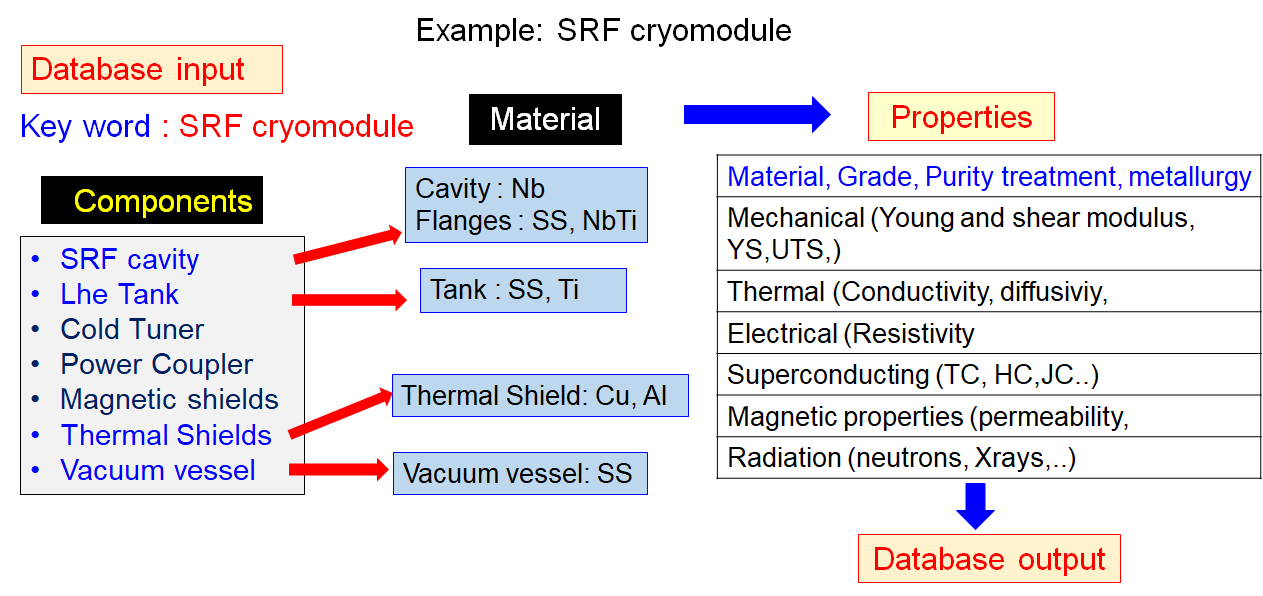 Example: SRF cryomodule
Database input
Key word : SRF cryomodule
Components
• SRF cavity
• Lhe Tank
• Cold Tuner
• Power Coupler
• Magnetic shields
• Thermal Shields
• Vacuum vessel
Material
Cavity : Nb
Flanges : SS, NbTi
Tank : SS, Ti
Thermal Shield: Cu, Al
Vacuum vessel: SS
Properties
Material, Grade, Purity treatment, metallurgy
Mechanical (Young and shear modulus,
YS,UTS,)
Thermal (Conductivity, diffusiviy,
Electrical (Resistivity
Superconducting (TC, HC,JC..)
Magnetic properties (permeability,
Radiation (neutrons, Xrays,..)
Database output